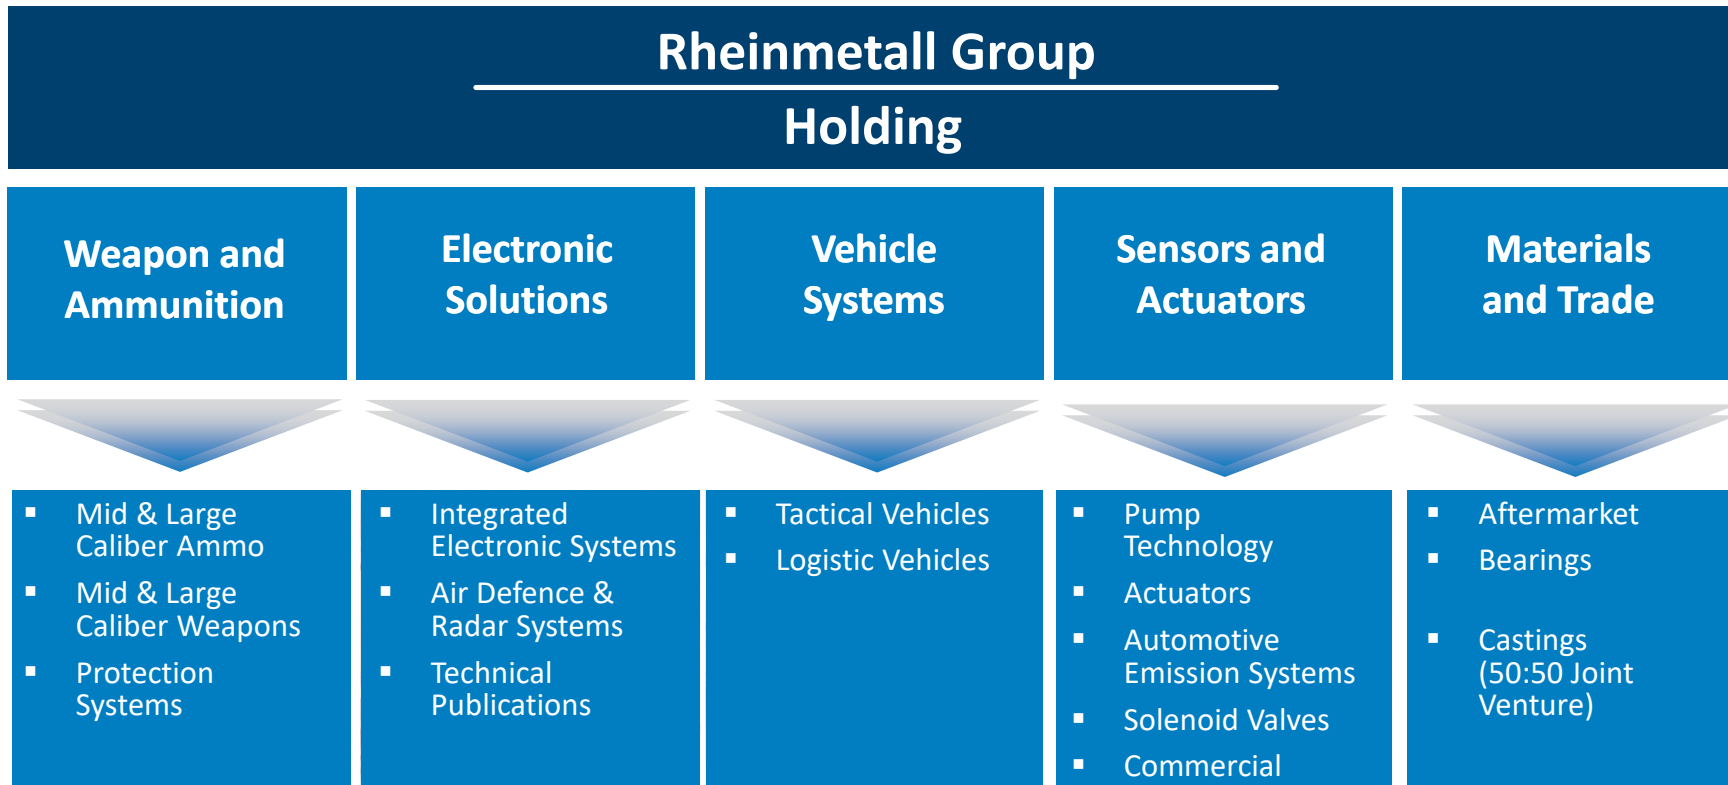 Rheinmetall Group
Holding
Weapon and
Ammunition
Electronic
Solutions
Vehicle
Systems
Sensors and
Actuators
Materials
and Trade
▪ Mid & Large
Caliber Ammo
▪ Mid & Large
Caliber Weapons
▪ Protection
Systems
▪ Integrated
Electronic Systems
▪ Air Defence &
Radar Systems
▪ Technical
Publications
▪ Tactical Vehicles
▪ Logistic Vehicles
▪ Pump
Technology
▪ Actuators
▪ Automotive
Emission Systems
▪ Solenoid Valves
▪ Commercial
▪ Aftermarket
▪ Bearings
▪ Castings
(50:50 Joint
Venture)